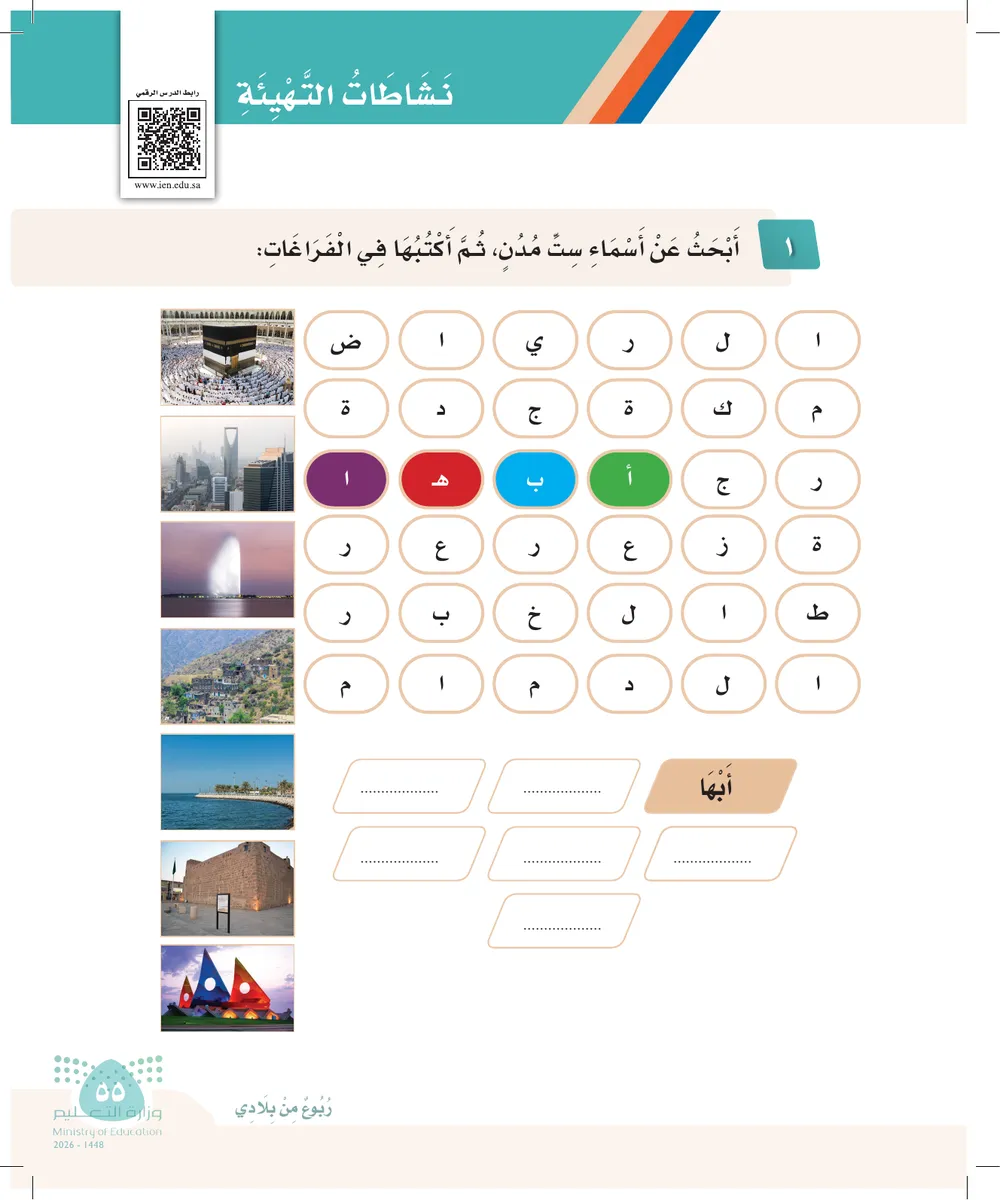 نَشَاطَاتُ التَّهْيِئَةِ
رابط الدرس الرقمي
www.ien.edu.sa
١ أَبْحَثُ عَنْ أَسْمَاءِ سِتِّ مُدُنٍ، ثُمَّ أَكْتُبُهَا فِي الْفَرَاغَاتِ:
ا ل ر ي ا ض
م ك ة ج د ة
ر ج أ ب هـ ا
ة ز ع ر ع ر
ط ا ل خ ب ر
ا ل د م ا م
أَبْهَا .................. ..................
.................. .................. ..................
..................
رُبُوعٌ مِنْ بِلَادِي
٥٥
وزارة التعليم
Ministry of Education
2026 - 1448